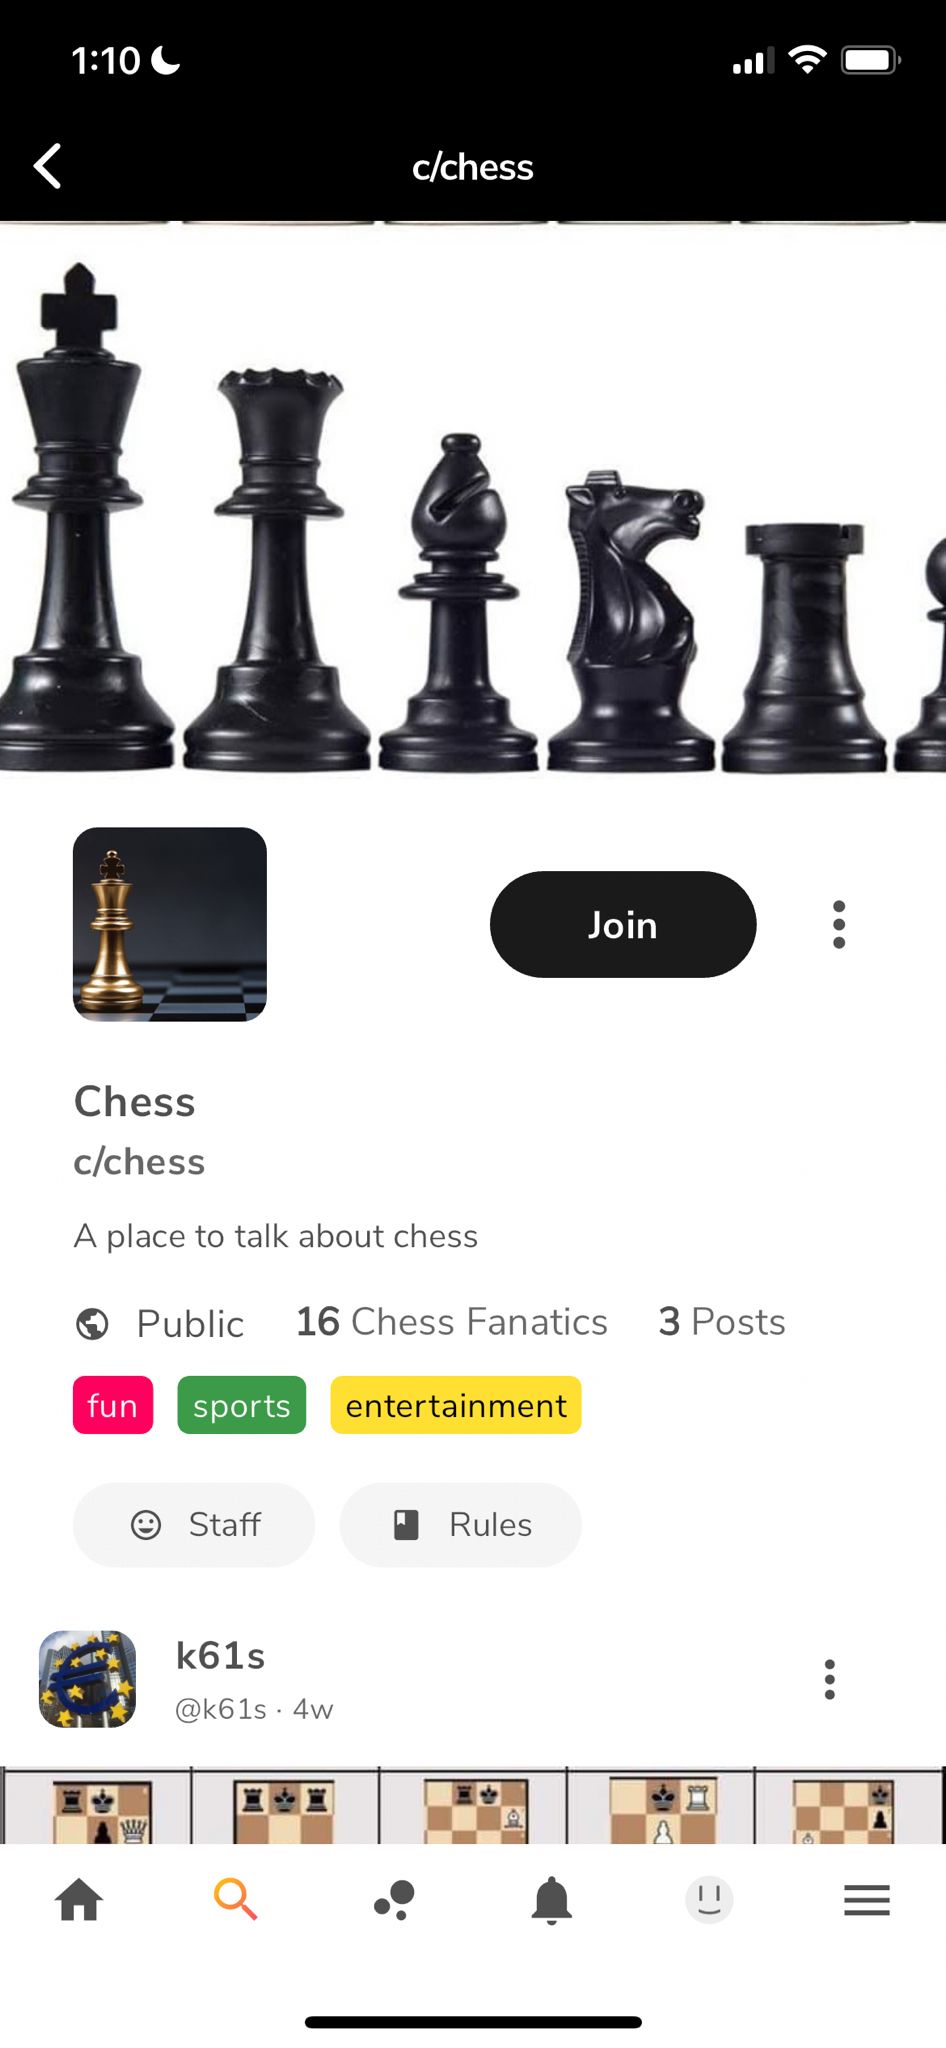 1:10
c/chess
Join
Chess
c/chess
A place to talk about chess
Public 16 Chess Fanatics 3 Posts
fun sports entertainment
Staff Rules
k61s
@k61s · 4w